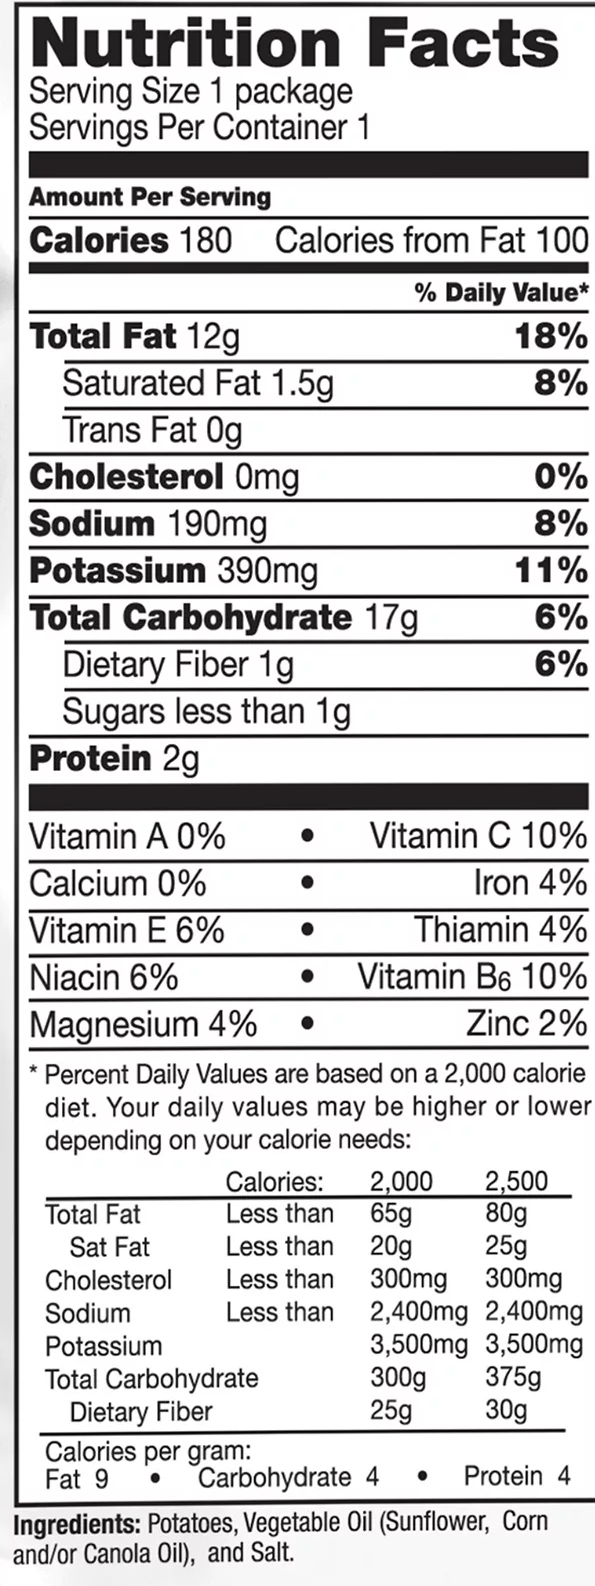 Nutrition Facts
Serving Size 1 package
Servings Per Container 1
Amount Per Serving
Calories 180 Calories from Fat 100
% Daily Value*
Total Fat 12g 18%
Saturated Fat 1.5g 8%
Trans Fat 0g
Cholesterol 0mg 0%
Sodium 190mg 8%
Potassium 390mg 11%
Total Carbohydrate 17g 6%
Dietary Fiber 1g 6%
Sugars less than 1g
Protein 2g
Vitamin A 0% • Vitamin C 10%
Calcium 0% • Iron 4%
Vitamin E 6% • Thiamin 4%
Niacin 6% • Vitamin B6 10%
Magnesium 4% • Zinc 2%
* Percent Daily Values are based on a 2,000 calorie
diet. Your daily values may be higher or lower
depending on your calorie needs:
Calories: 2,000 2,500
Total Fat Less than 65g 80g
Sat Fat Less than 20g 25g
Cholesterol Less than 300mg 300mg
Sodium Less than 2,400mg 2,400mg
Potassium 3,500mg 3,500mg
Total Carbohydrate 300g 375g
Dietary Fiber 25g 30g
Calories per gram:
Fat 9 • Carbohydrate 4 • Protein 4
Ingredients: Potatoes, Vegetable Oil (Sunflower, Corn
and/or Canola Oil), and Salt.